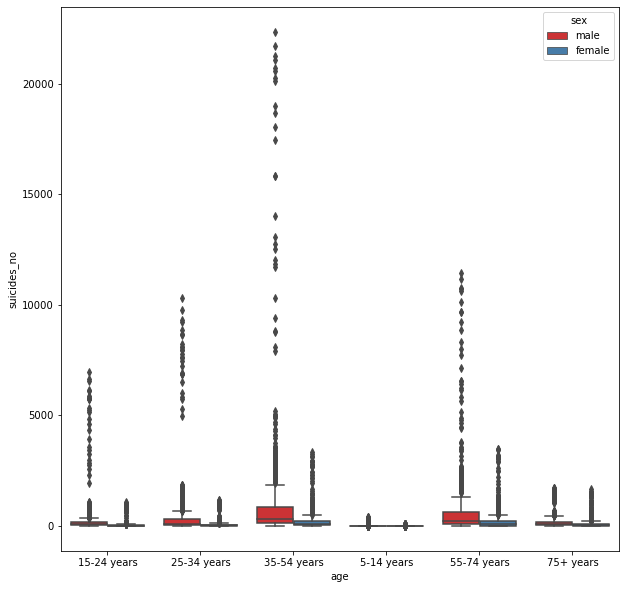 sex
male
female
20000
15000
10000
5000
0
suicides_no
15-24 years
25-34 years
35-54 years
5-14 years
55-74 years
75+ years
age